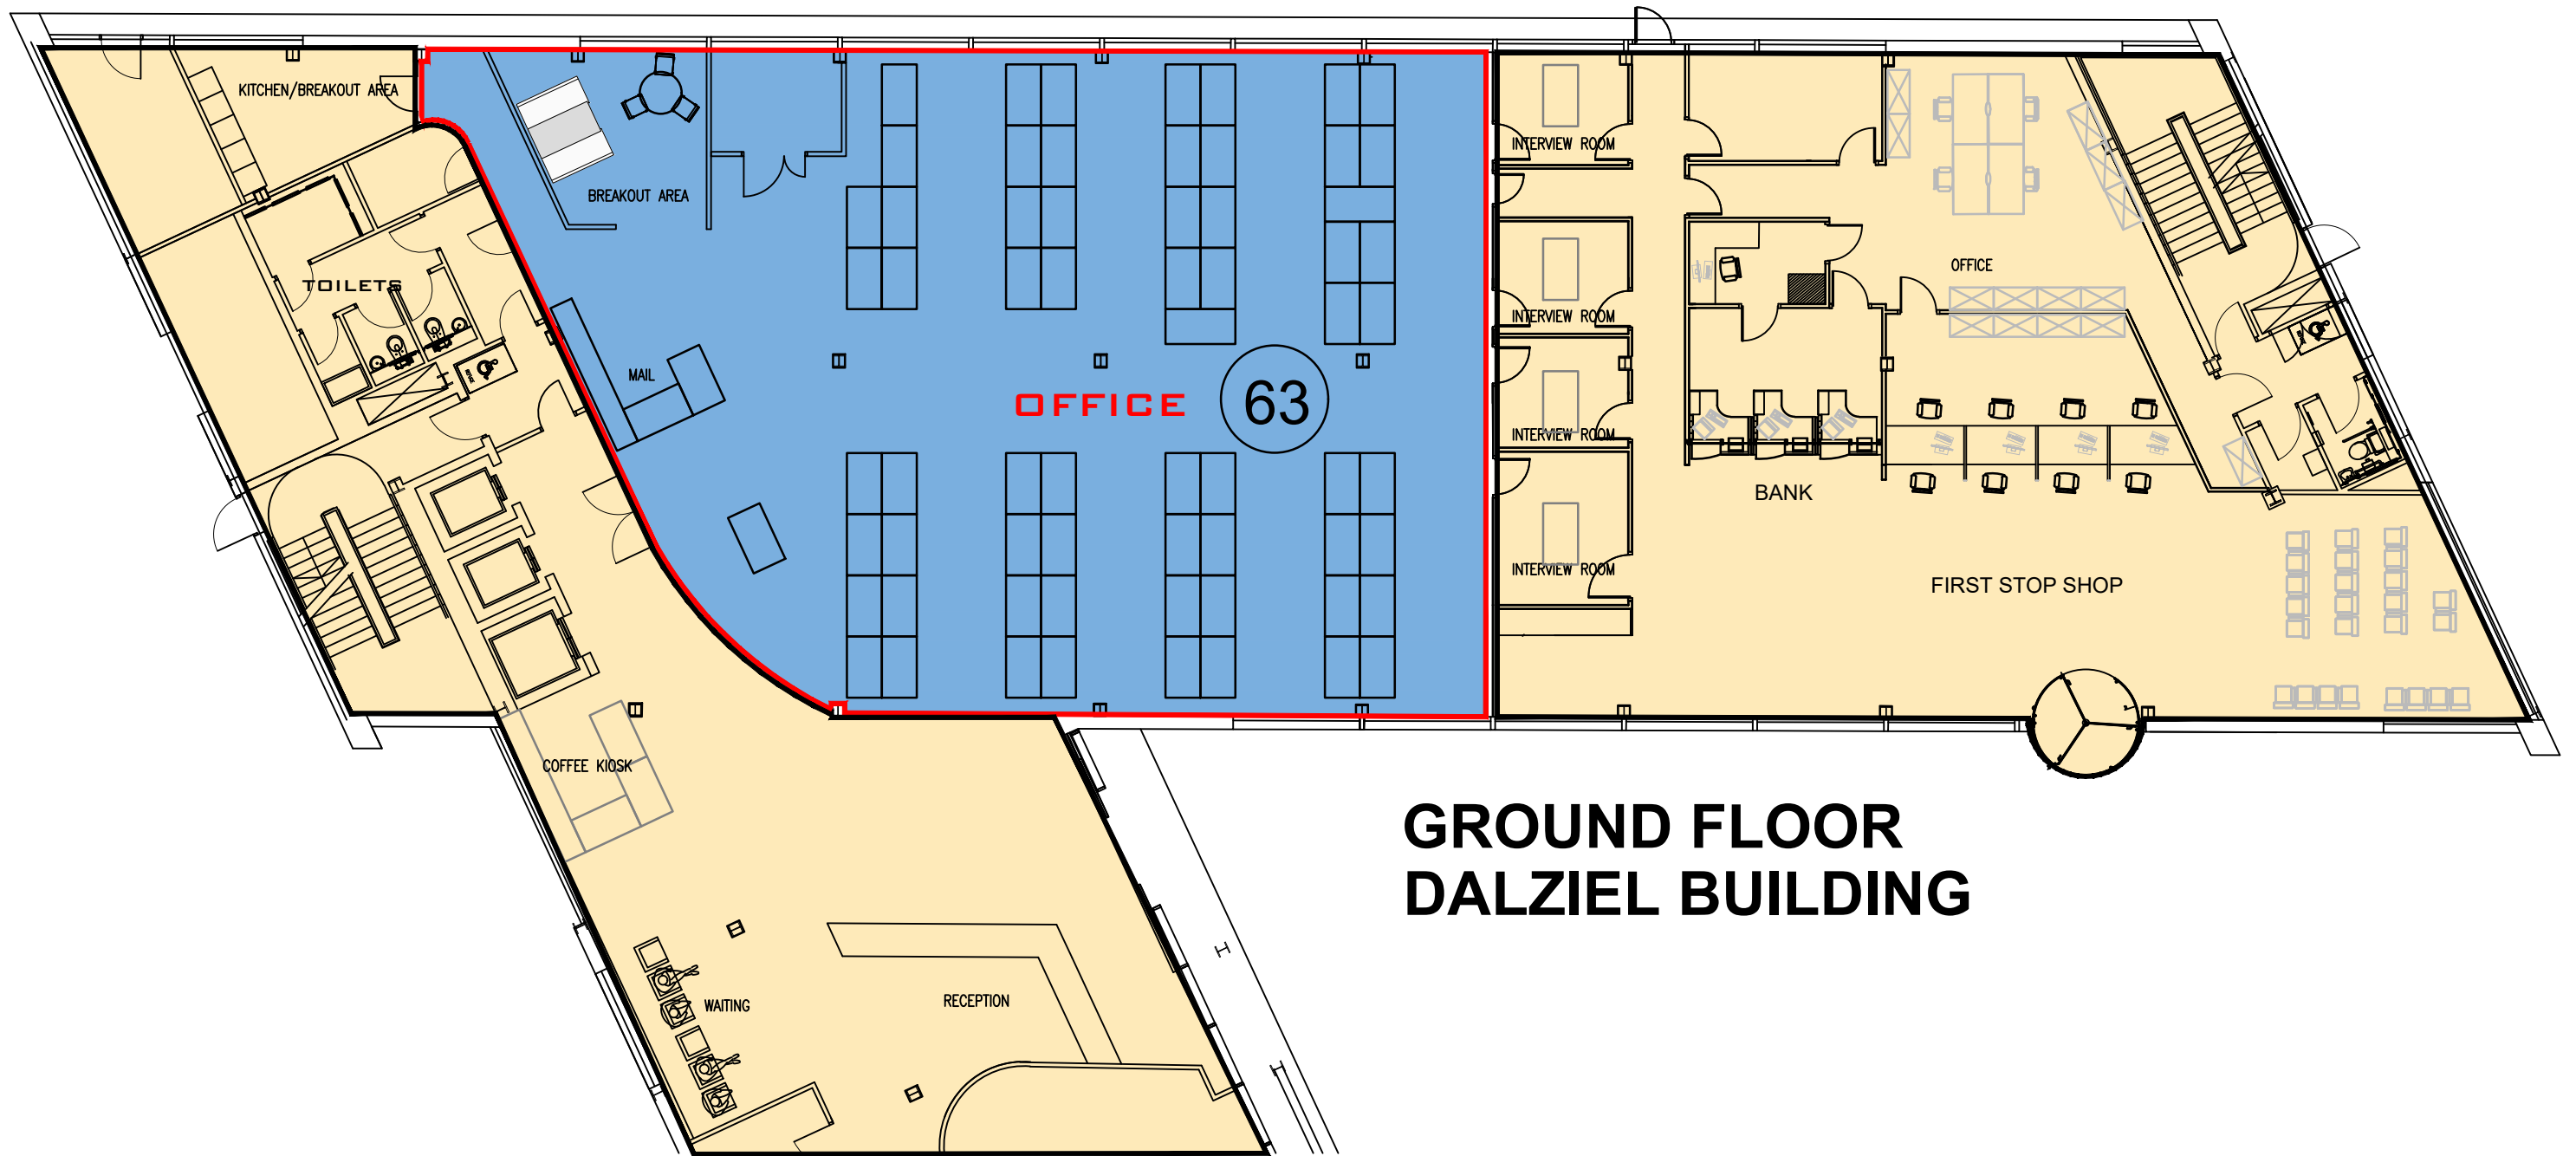 KITCHEN/BREAKOUT AREA
INTERVIEW ROOM
BREAKOUT AREA
OFFICE
TOILETS
INTERVIEW ROOM
MAIL
OFFICE
63
INTERVIEW ROOM
BANK
INTERVIEW ROOM
FIRST STOP SHOP
COFFEE KIOSK
GROUND FLOOR
DALZIEL BUILDING
WAITING
RECEPTION